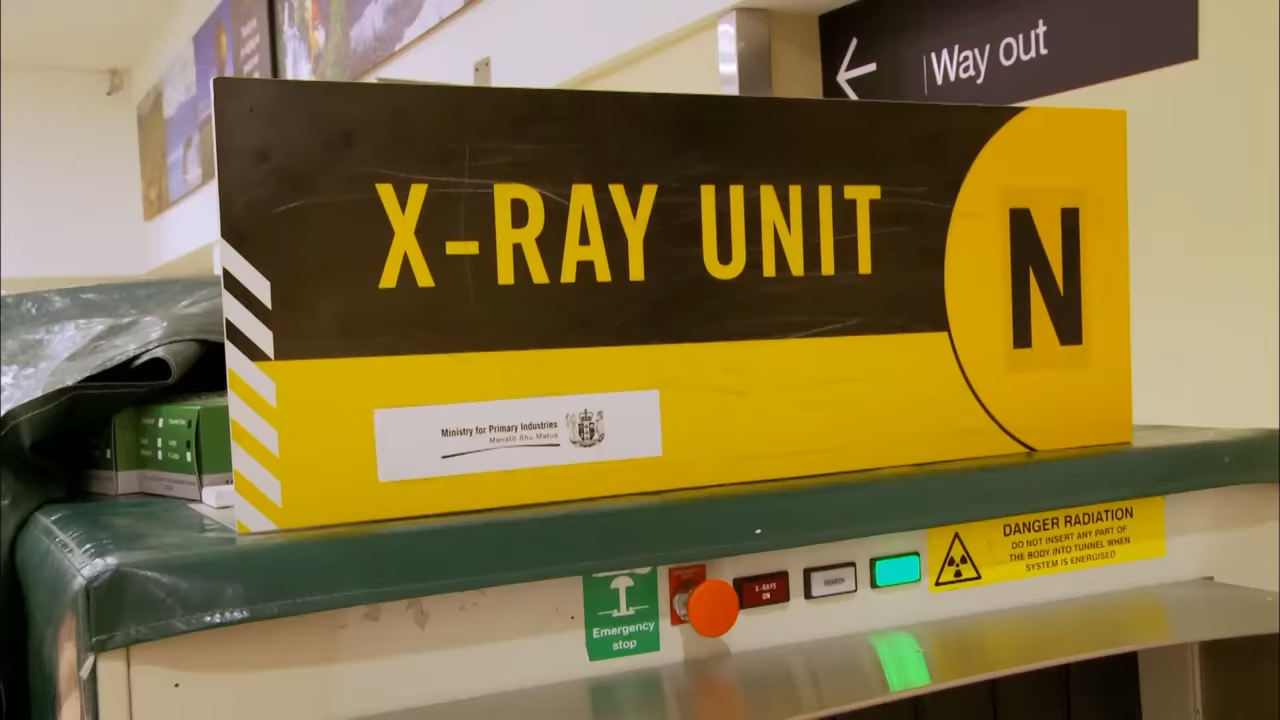 Way out
X-RAY UNIT
N
Ministry for Primary Industries
Manatū Ahu Matua
DANGER RADIATION
DO NOT INSERT ANY PART OF
THE BODY INTO TUNNEL WHEN
SYSTEM IS ENERGISED
X-RAYS
ON
SEARCH
Emergency
stop